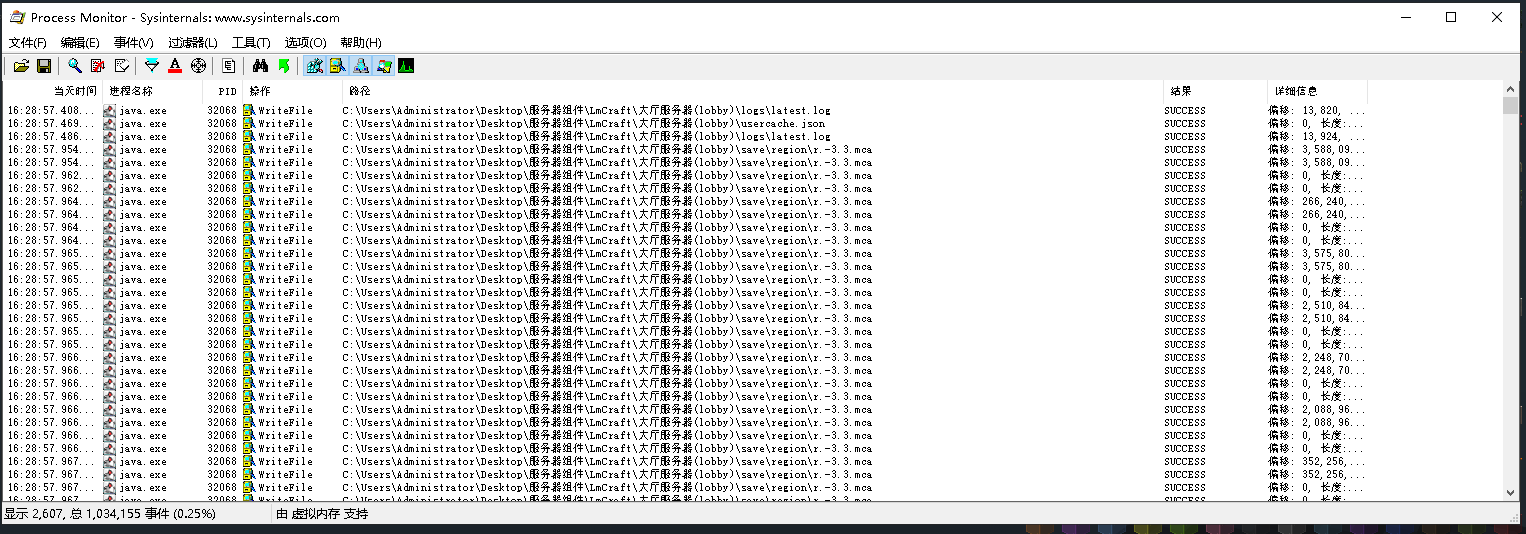 Process Monitor - Sysinternals: www.sysinternals.com
文件(F) 编辑(E) 事件(V) 过滤器(L) 工具(T) 选项(O) 帮助(H)
当天时间 进程名称 PID 操作 路径 结果 详细信息
16:28:57.408... java.exe 32068 WriteFile C:\Users\Administrator\Desktop\服务器组件\LmCraft\大厅服务器(lobby)\logs\latest.log SUCCESS 偏移: 13,820, ...
16:28:57.469... java.exe 32068 WriteFile C:\Users\Administrator\Desktop\服务器组件\LmCraft\大厅服务器(lobby)\usercache.json SUCCESS 偏移: 0, 长度:...
16:28:57.486... java.exe 32068 WriteFile C:\Users\Administrator\Desktop\服务器组件\LmCraft\大厅服务器(lobby)\logs\latest.log SUCCESS 偏移: 13,924, ...
16:28:57.954... java.exe 32068 WriteFile C:\Users\Administrator\Desktop\服务器组件\LmCraft\大厅服务器(lobby)\save\region\r.-3.3.mca SUCCESS 偏移: 3,588,09...
16:28:57.954... java.exe 32068 WriteFile C:\Users\Administrator\Desktop\服务器组件\LmCraft\大厅服务器(lobby)\save\region\r.-3.3.mca SUCCESS 偏移: 3,588,09...
16:28:57.962... java.exe 32068 WriteFile C:\Users\Administrator\Desktop\服务器组件\LmCraft\大厅服务器(lobby)\save\region\r.-3.3.mca SUCCESS 偏移: 0, 长度:...
16:28:57.962... java.exe 32068 WriteFile C:\Users\Administrator\Desktop\服务器组件\LmCraft\大厅服务器(lobby)\save\region\r.-3.3.mca SUCCESS 偏移: 0, 长度:...
16:28:57.964... java.exe 32068 WriteFile C:\Users\Administrator\Desktop\服务器组件\LmCraft\大厅服务器(lobby)\save\region\r.-3.3.mca SUCCESS 偏移: 266,240,...
16:28:57.964... java.exe 32068 WriteFile C:\Users\Administrator\Desktop\服务器组件\LmCraft\大厅服务器(lobby)\save\region\r.-3.3.mca SUCCESS 偏移: 266,240,...
16:28:57.964... java.exe 32068 WriteFile C:\Users\Administrator\Desktop\服务器组件\LmCraft\大厅服务器(lobby)\save\region\r.-3.3.mca SUCCESS 偏移: 0, 长度:...
16:28:57.964... java.exe 32068 WriteFile C:\Users\Administrator\Desktop\服务器组件\LmCraft\大厅服务器(lobby)\save\region\r.-3.3.mca SUCCESS 偏移: 0, 长度:...
16:28:57.965... java.exe 32068 WriteFile C:\Users\Administrator\Desktop\服务器组件\LmCraft\大厅服务器(lobby)\save\region\r.-3.3.mca SUCCESS 偏移: 3,575,80...
16:28:57.965... java.exe 32068 WriteFile C:\Users\Administrator\Desktop\服务器组件\LmCraft\大厅服务器(lobby)\save\region\r.-3.3.mca SUCCESS 偏移: 3,575,80...
16:28:57.965... java.exe 32068 WriteFile C:\Users\Administrator\Desktop\服务器组件\LmCraft\大厅服务器(lobby)\save\region\r.-3.3.mca SUCCESS 偏移: 0, 长度:...
16:28:57.965... java.exe 32068 WriteFile C:\Users\Administrator\Desktop\服务器组件\LmCraft\大厅服务器(lobby)\save\region\r.-3.3.mca SUCCESS 偏移: 0, 长度:...
16:28:57.965... java.exe 32068 WriteFile C:\Users\Administrator\Desktop\服务器组件\LmCraft\大厅服务器(lobby)\save\region\r.-3.3.mca SUCCESS 偏移: 2,510,84...
16:28:57.965... java.exe 32068 WriteFile C:\Users\Administrator\Desktop\服务器组件\LmCraft\大厅服务器(lobby)\save\region\r.-3.3.mca SUCCESS 偏移: 2,510,84...
16:28:57.965... java.exe 32068 WriteFile C:\Users\Administrator\Desktop\服务器组件\LmCraft\大厅服务器(lobby)\save\region\r.-3.3.mca SUCCESS 偏移: 0, 长度:...
16:28:57.965... java.exe 32068 WriteFile C:\Users\Administrator\Desktop\服务器组件\LmCraft\大厅服务器(lobby)\save\region\r.-3.3.mca SUCCESS 偏移: 0, 长度:...
16:28:57.966... java.exe 32068 WriteFile C:\Users\Administrator\Desktop\服务器组件\LmCraft\大厅服务器(lobby)\save\region\r.-3.3.mca SUCCESS 偏移: 2,248,70...
16:28:57.966... java.exe 32068 WriteFile C:\Users\Administrator\Desktop\服务器组件\LmCraft\大厅服务器(lobby)\save\region\r.-3.3.mca SUCCESS 偏移: 2,248,70...
16:28:57.966... java.exe 32068 WriteFile C:\Users\Administrator\Desktop\服务器组件\LmCraft\大厅服务器(lobby)\save\region\r.-3.3.mca SUCCESS 偏移: 0, 长度:...
16:28:57.966... java.exe 32068 WriteFile C:\Users\Administrator\Desktop\服务器组件\LmCraft\大厅服务器(lobby)\save\region\r.-3.3.mca SUCCESS 偏移: 0, 长度:...
16:28:57.966... java.exe 32068 WriteFile C:\Users\Administrator\Desktop\服务器组件\LmCraft\大厅服务器(lobby)\save\region\r.-3.3.mca SUCCESS 偏移: 2,088,96...
16:28:57.966... java.exe 32068 WriteFile C:\Users\Administrator\Desktop\服务器组件\LmCraft\大厅服务器(lobby)\save\region\r.-3.3.mca SUCCESS 偏移: 2,088,96...
16:28:57.966... java.exe 32068 WriteFile C:\Users\Administrator\Desktop\服务器组件\LmCraft\大厅服务器(lobby)\save\region\r.-3.3.mca SUCCESS 偏移: 0, 长度:...
16:28:57.966... java.exe 32068 WriteFile C:\Users\Administrator\Desktop\服务器组件\LmCraft\大厅服务器(lobby)\save\region\r.-3.3.mca SUCCESS 偏移: 0, 长度:...
16:28:57.967... java.exe 32068 WriteFile C:\Users\Administrator\Desktop\服务器组件\LmCraft\大厅服务器(lobby)\save\region\r.-3.3.mca SUCCESS 偏移: 352,256,...
16:28:57.967... java.exe 32068 WriteFile C:\Users\Administrator\Desktop\服务器组件\LmCraft\大厅服务器(lobby)\save\region\r.-3.3.mca SUCCESS 偏移: 352,256,...
16:28:57.967... java.exe 32068 WriteFile C:\Users\Administrator\Desktop\服务器组件\LmCraft\大厅服务器(lobby)\save\region\r.-3.3.mca SUCCESS 偏移: 0, 长度:...
16:28:57.967... java.exe 32068 WriteFile C:\Users\Administrator\Desktop\服务器组件\LmCraft\大厅服务器(lobby)\save\region\r.-3.3.mca SUCCESS 偏移: 0, 长度:...
显示 2,607, 总 1,034,155 事件 (0.25%) 由 虚拟内存 支持